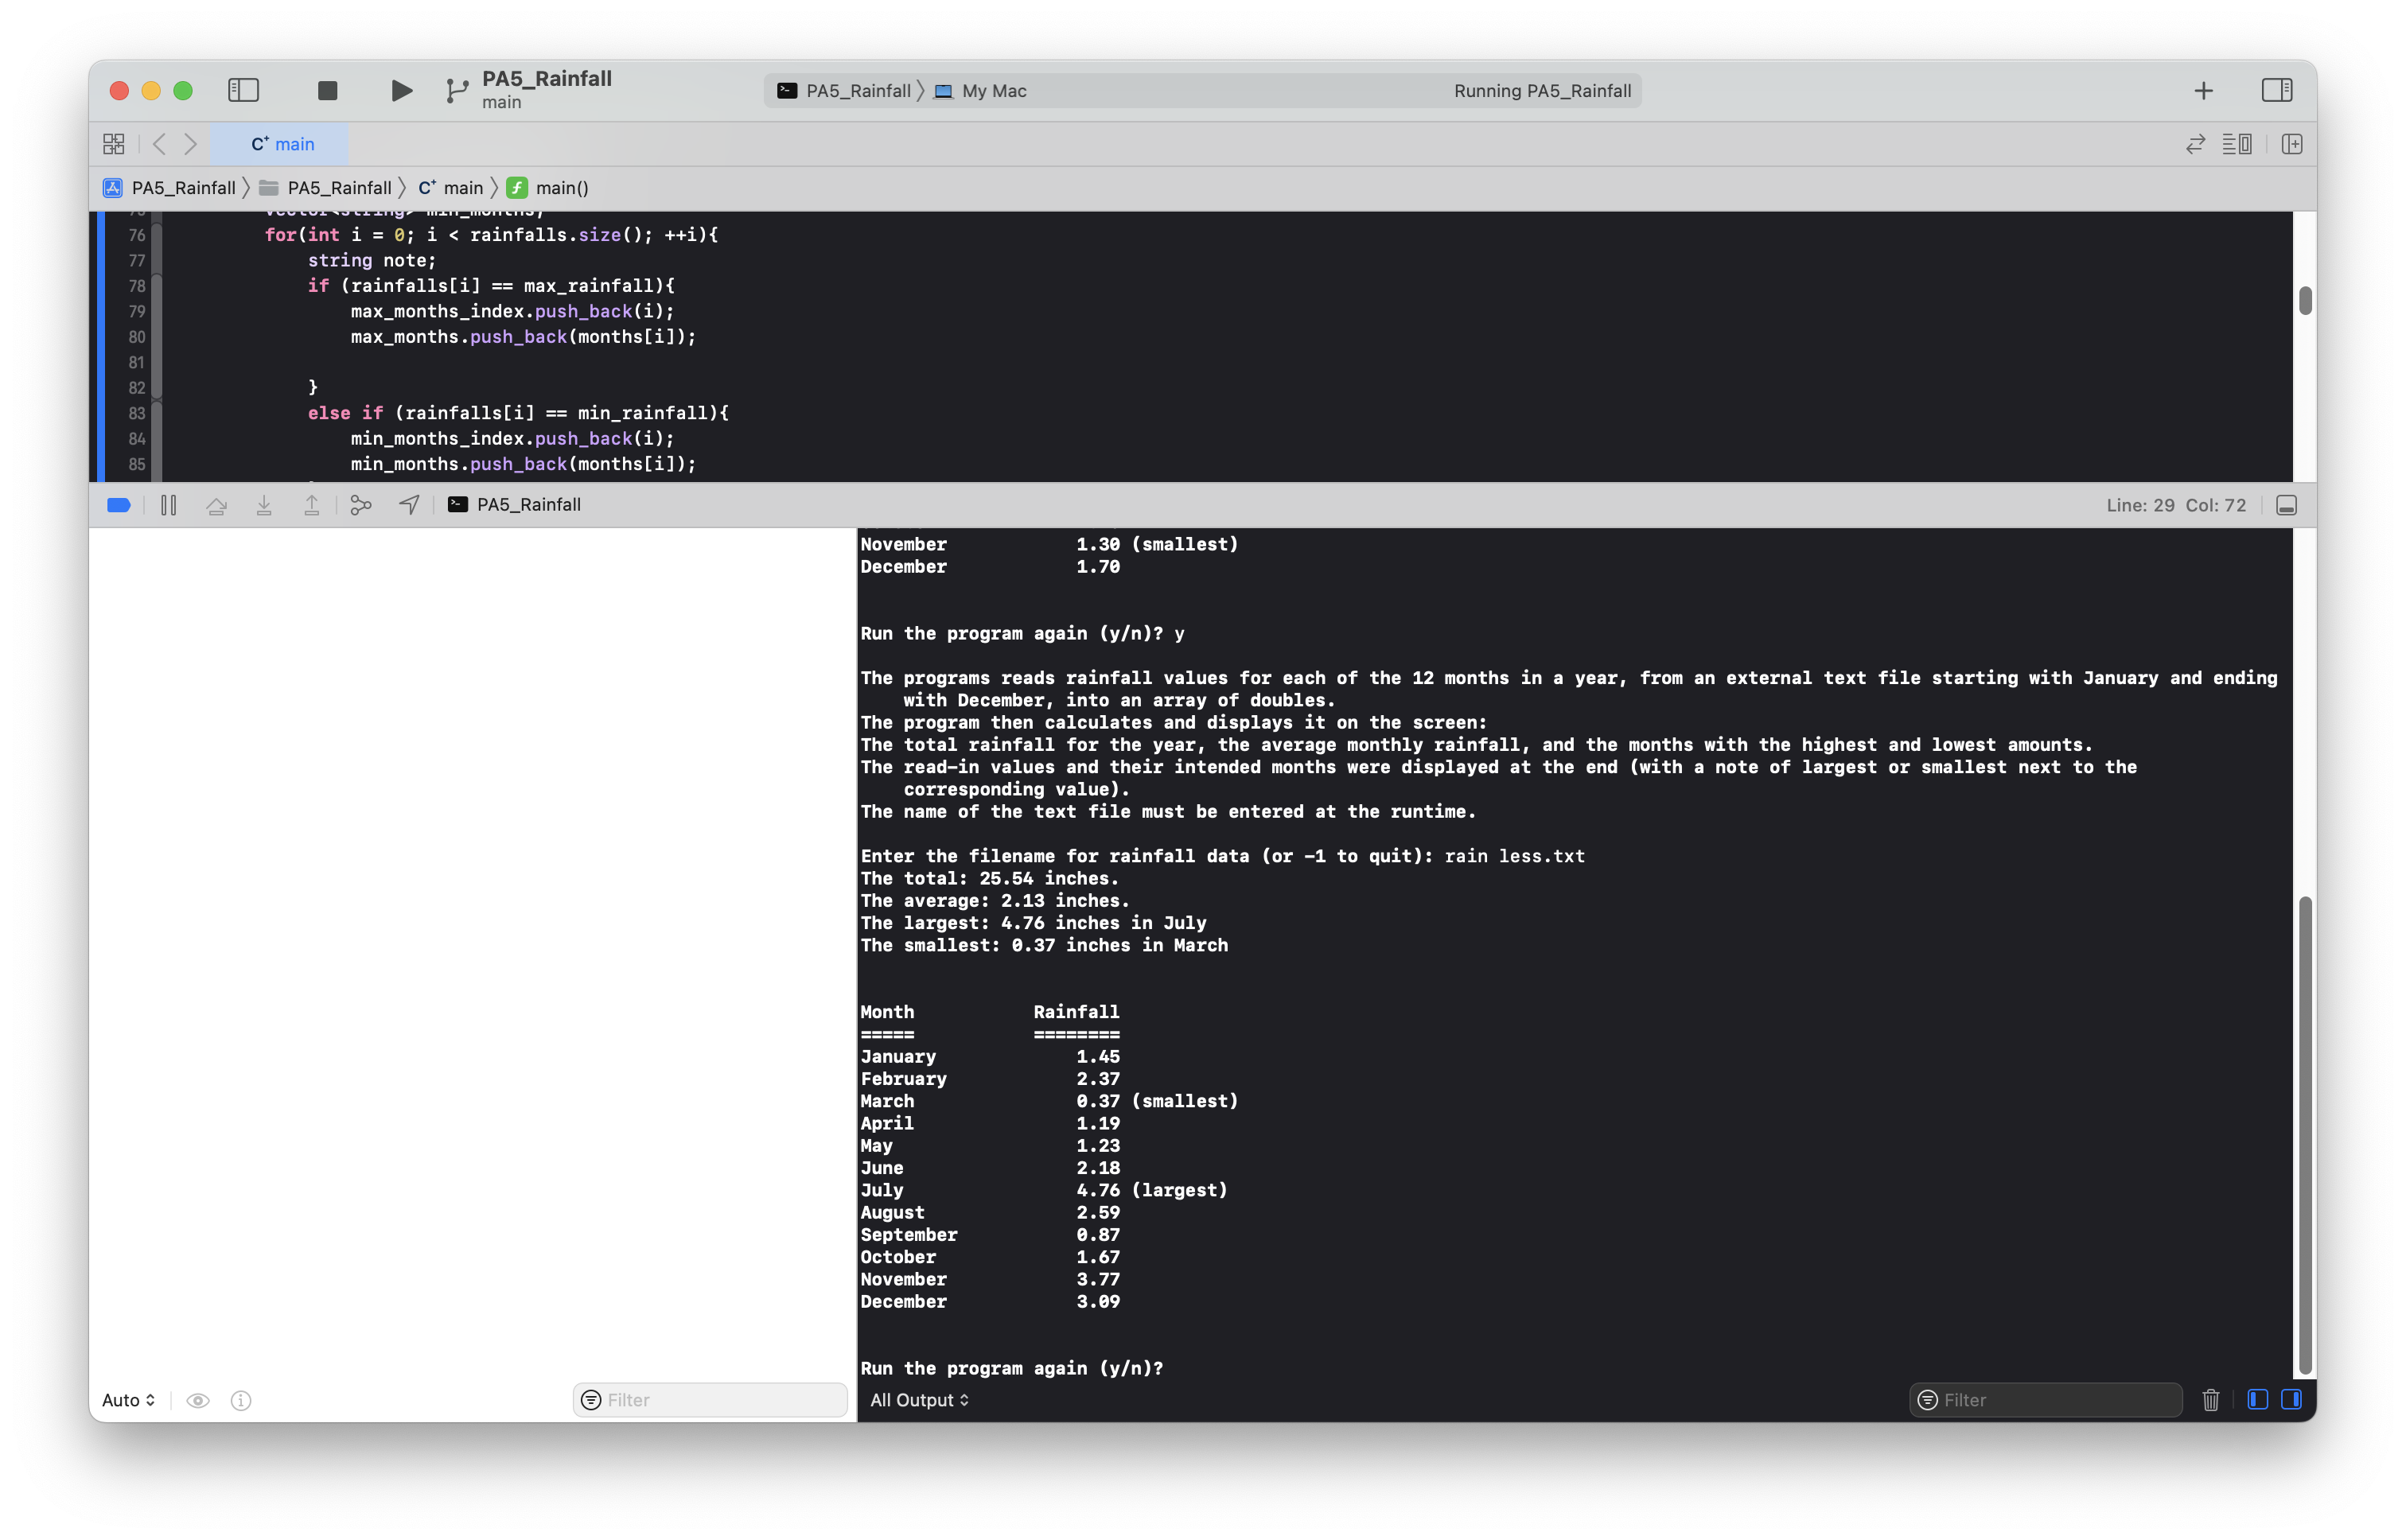 PA5_Rainfall
main
PA5_Rainfall My Mac Running PA5_Rainfall
C+ main
PA5_Rainfall PA5_Rainfall C+ main f main()
vector<string> min_months;
76 for(int i = 0; i < rainfalls.size(); ++i){
77 string note;
78 if (rainfalls[i] == max_rainfall){
79 max_months_index.push_back(i);
80 max_months.push_back(months[i]);
81
82 }
83 else if (rainfalls[i] == min_rainfall){
84 min_months_index.push_back(i);
85 min_months.push_back(months[i]);
PA5_Rainfall Line: 29 Col: 72
November 1.30 (smallest)
December 1.70
Run the program again (y/n)? y
The programs reads rainfall values for each of the 12 months in a year, from an external text file starting with January and ending
with December, into an array of doubles.
The program then calculates and displays it on the screen:
The total rainfall for the year, the average monthly rainfall, and the months with the highest and lowest amounts.
The read-in values and their intended months were displayed at the end (with a note of largest or smallest next to the
corresponding value).
The name of the text file must be entered at the runtime.
Enter the filename for rainfall data (or -1 to quit): rain less.txt
The total: 25.54 inches.
The average: 2.13 inches.
The largest: 4.76 inches in July
The smallest: 0.37 inches in March
Month Rainfall
===== ========
January 1.45
February 2.37
March 0.37 (smallest)
April 1.19
May 1.23
June 2.18
July 4.76 (largest)
August 2.59
September 0.87
October 1.67
November 3.77
December 3.09
Run the program again (y/n)?
Auto Filter All Output Filter